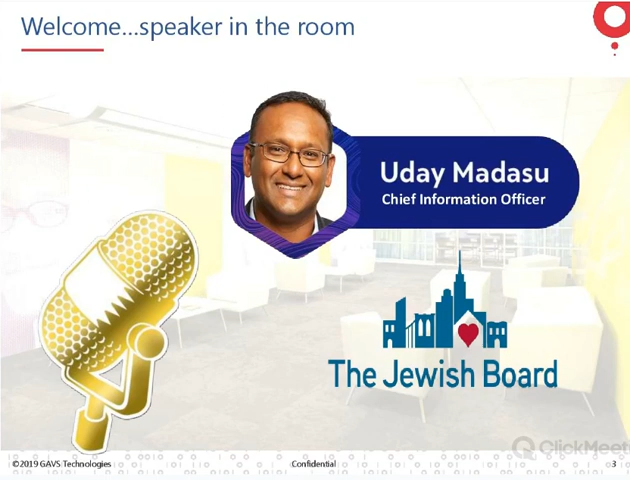 Welcome...speaker in the room
Uday Madasu
Chief Information Officer
The Jewish Board
ClickMeet
©2019 GAVS Technologies
Confidential
3